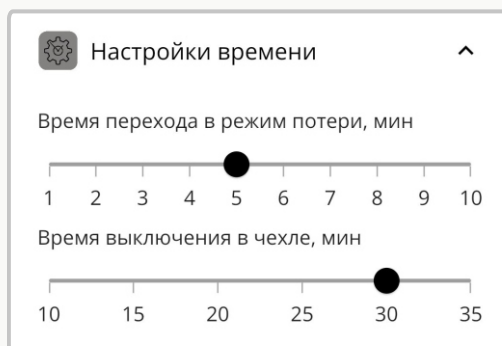 Настройки времени
Время перехода в режим потери, мин
1 2 3 4 5 6 7 8 9 10
Время выключения в чехле, мин
10 15 20 25 30 35